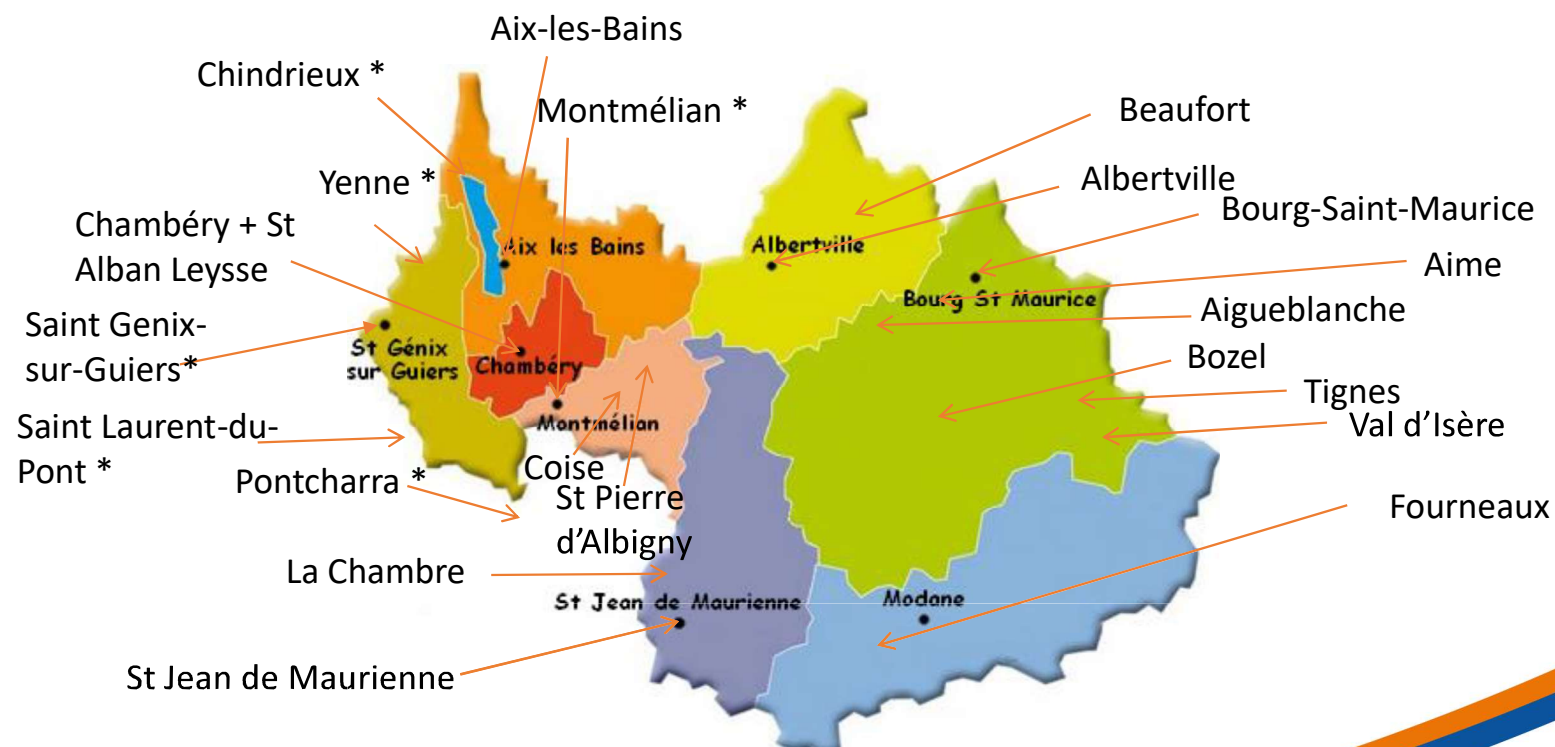 Aix-les-Bains
Chindrieux *
Montmélian *
Beaufort
Yenne *
Albertville
Chambéry + St
Alban Leysse
Bourg-Saint-Maurice
Aix les Bains
Albertville
Aime
Bourg St Maurice
Saint Genix-
sur-Guiers*
Aigueblanche
St Génix
sur Guiers
Chambéry
Bozel
Tignes
Saint Laurent-du-
Pont *
Montmélian
Val d’Isère
Coise
Pontcharra *
St Pierre
d’Albigny
Fourneaux
La Chambre
St Jean de Maurienne
Modane
St Jean de Maurienne